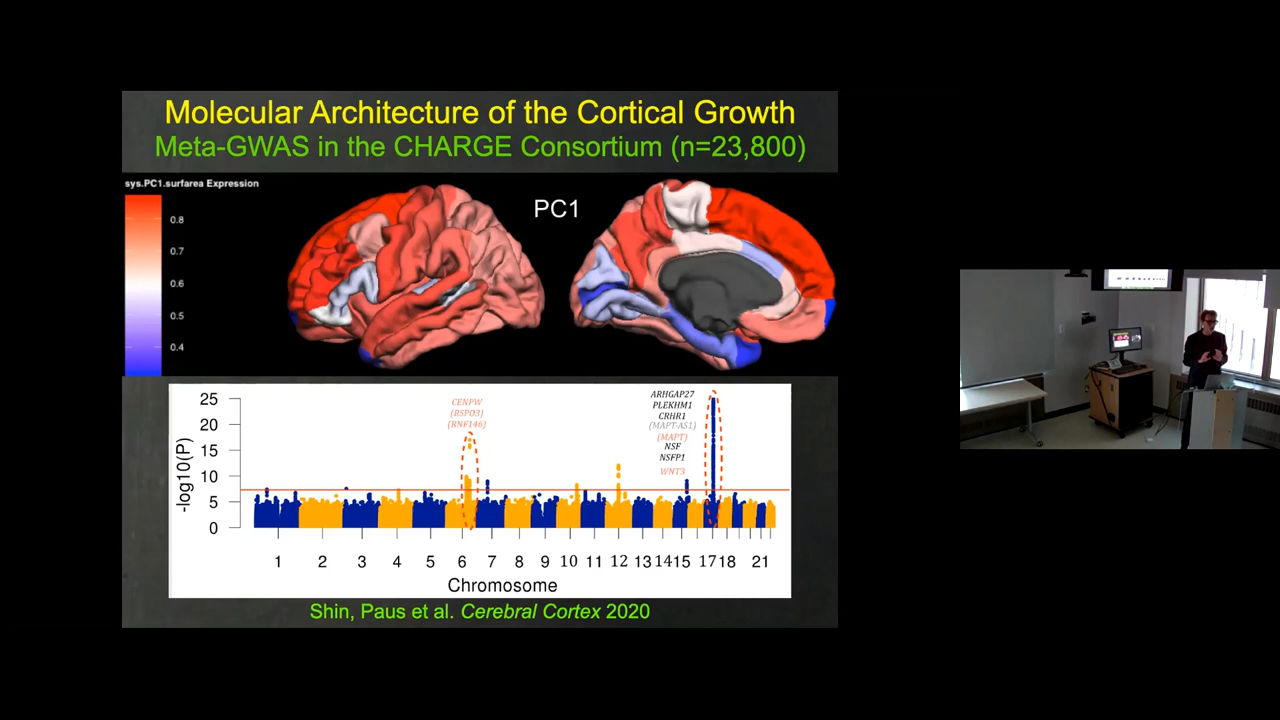 Molecular Architecture of the Cortical Growth
Meta-GWAS in the CHARGE Consortium (n=23,800)
sys.PC1.surfarea Expression
0.8
0.7
0.6
0.5
0.4
PC1
25
20
15
10
5
0
-log10(P)
CENPW
(RSPO3)
(RNF146)
ARHGAP27
PLEKHM1
CRHR1
(MAPT-AS1)
(MAPT)
NSF
NSFP1
WNT3
1 2 3 4 5 6 7 8 9 10 11 12 13 14 15 17 18 21
Chromosome
Shin, Paus et al. Cerebral Cortex 2020